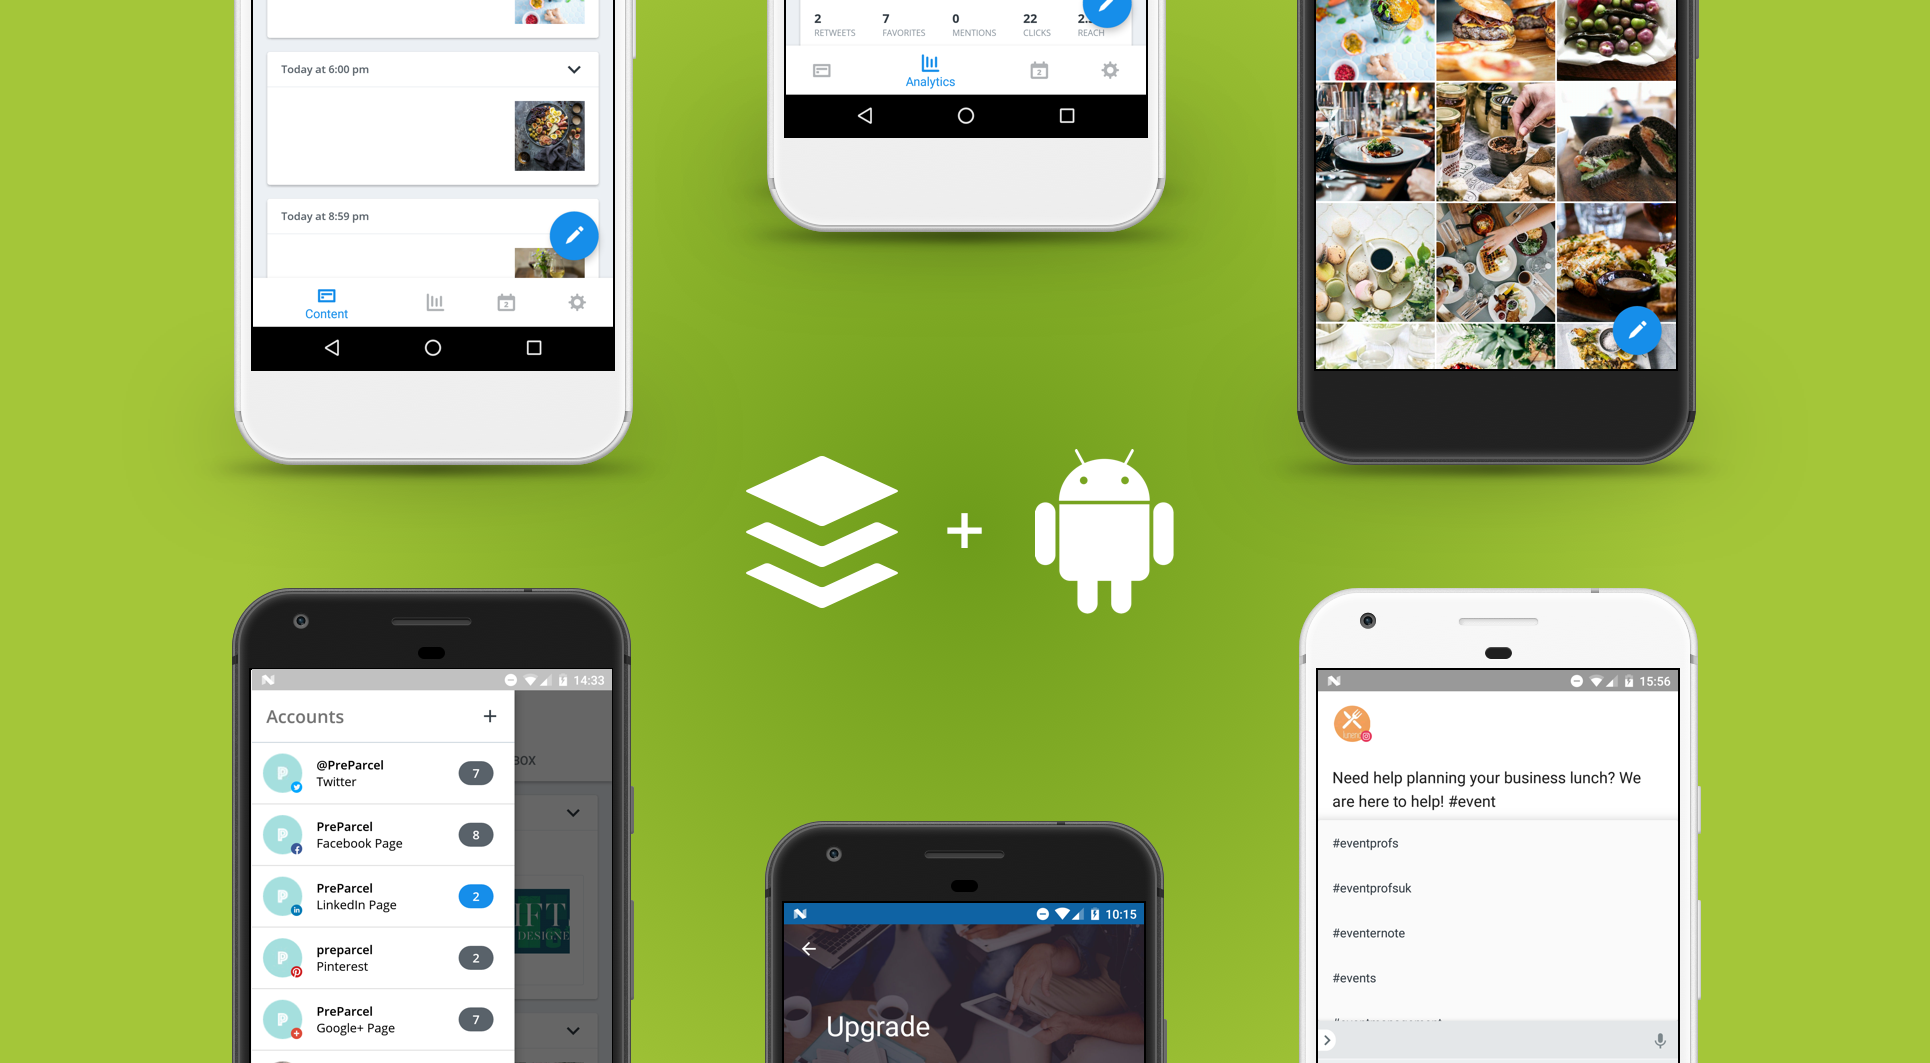 Today at 6:00 pm
Today at 8:59 pm
2
Content
2 7 0 22
RETWEETS FAVORITES MENTIONS CLICKS REACH
Analytics
2
14:33
Accounts +
@PreParcel
Twitter
7
PreParcel
Facebook Page
8
PreParcel
LinkedIn Page
2
preparcel
Pinterest
2
PreParcel
Google+ Page
7
BOX
IFT
DESIGNE
+
10:15
Upgrade
15:56
Need help planning your business lunch? We
are here to help! #event
#eventprofs
#eventprofsuk
#eventernote
#events